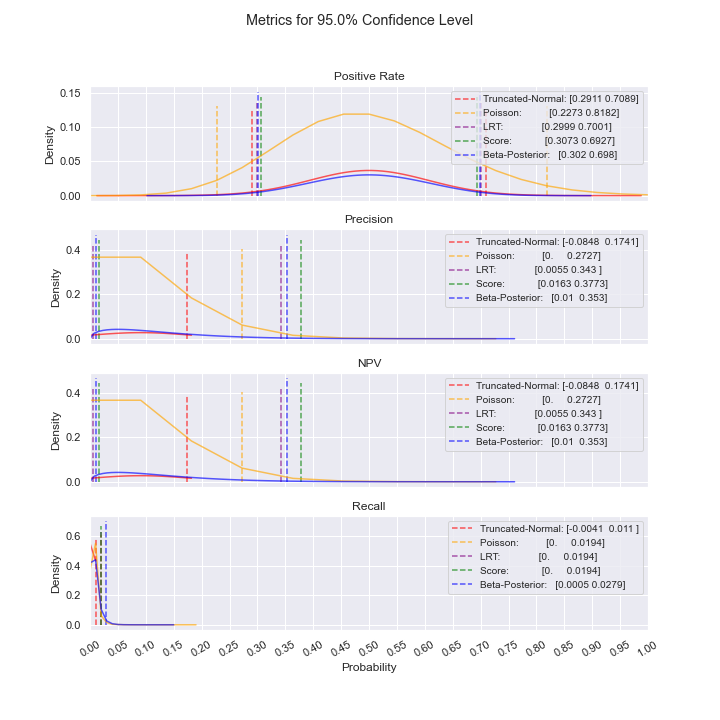 Metrics for 95.0% Confidence Level
Positive Rate
Density
0.15
0.10
0.05
0.00
Truncated-Normal: [0.2911 0.7089]
Poisson: [0.2273 0.8182]
LRT: [0.2999 0.7001]
Score: [0.3073 0.6927]
Beta-Posterior: [0.302 0.698]
Precision
Density
0.4
0.2
0.0
Truncated-Normal: [-0.0848 0.1741]
Poisson: [0. 0.2727]
LRT: [0.0055 0.343 ]
Score: [0.0163 0.3773]
Beta-Posterior: [0.01 0.353]
NPV
Density
0.4
0.2
0.0
Truncated-Normal: [-0.0848 0.1741]
Poisson: [0. 0.2727]
LRT: [0.0055 0.343 ]
Score: [0.0163 0.3773]
Beta-Posterior: [0.01 0.353]
Recall
Density
0.6
0.4
0.2
0.0
Truncated-Normal: [-0.0041 0.011 ]
Poisson: [0. 0.0194]
LRT: [0. 0.0194]
Score: [0. 0.0194]
Beta-Posterior: [0.0005 0.0279]
0.00 0.05 0.10 0.15 0.20 0.25 0.30 0.35 0.40 0.45 0.50 0.55 0.60 0.65 0.70 0.75 0.80 0.85 0.90 0.95 1.00
Probability